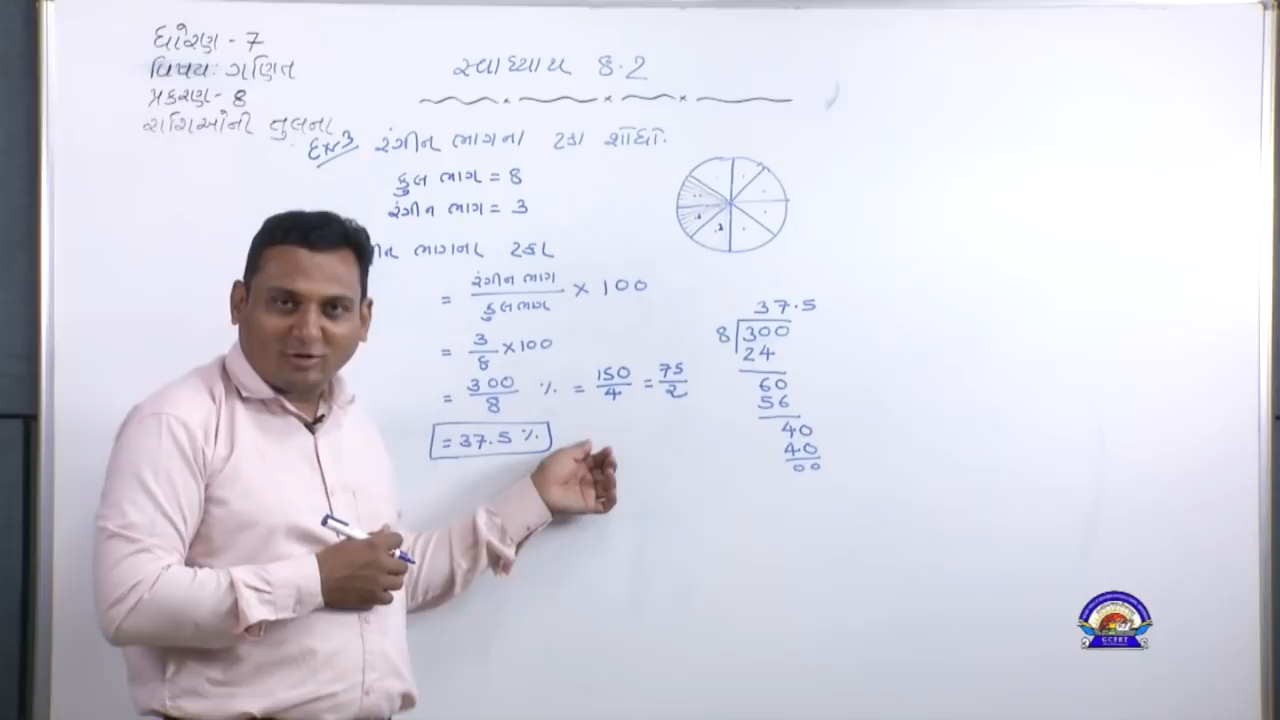 ધોરણ - 7
વિષય: ગણિત
પ્રકરણ - 8
રાશિઓની તુલના
સ્વાધ્યાય 8.2
રંગીન ભાગના ટકા શોધો.
કુલ ભાગ = 8
રંગીન ભાગ = 3
ભાગના ટકા
= રંગીન ભાગ / કુલ ભાગ × 100
= 3/8 × 100
= 300/8 % = 150/4 = 75/2
= 37.5 %
37.5
8 300
24
60
56
40
40
00
GCERT